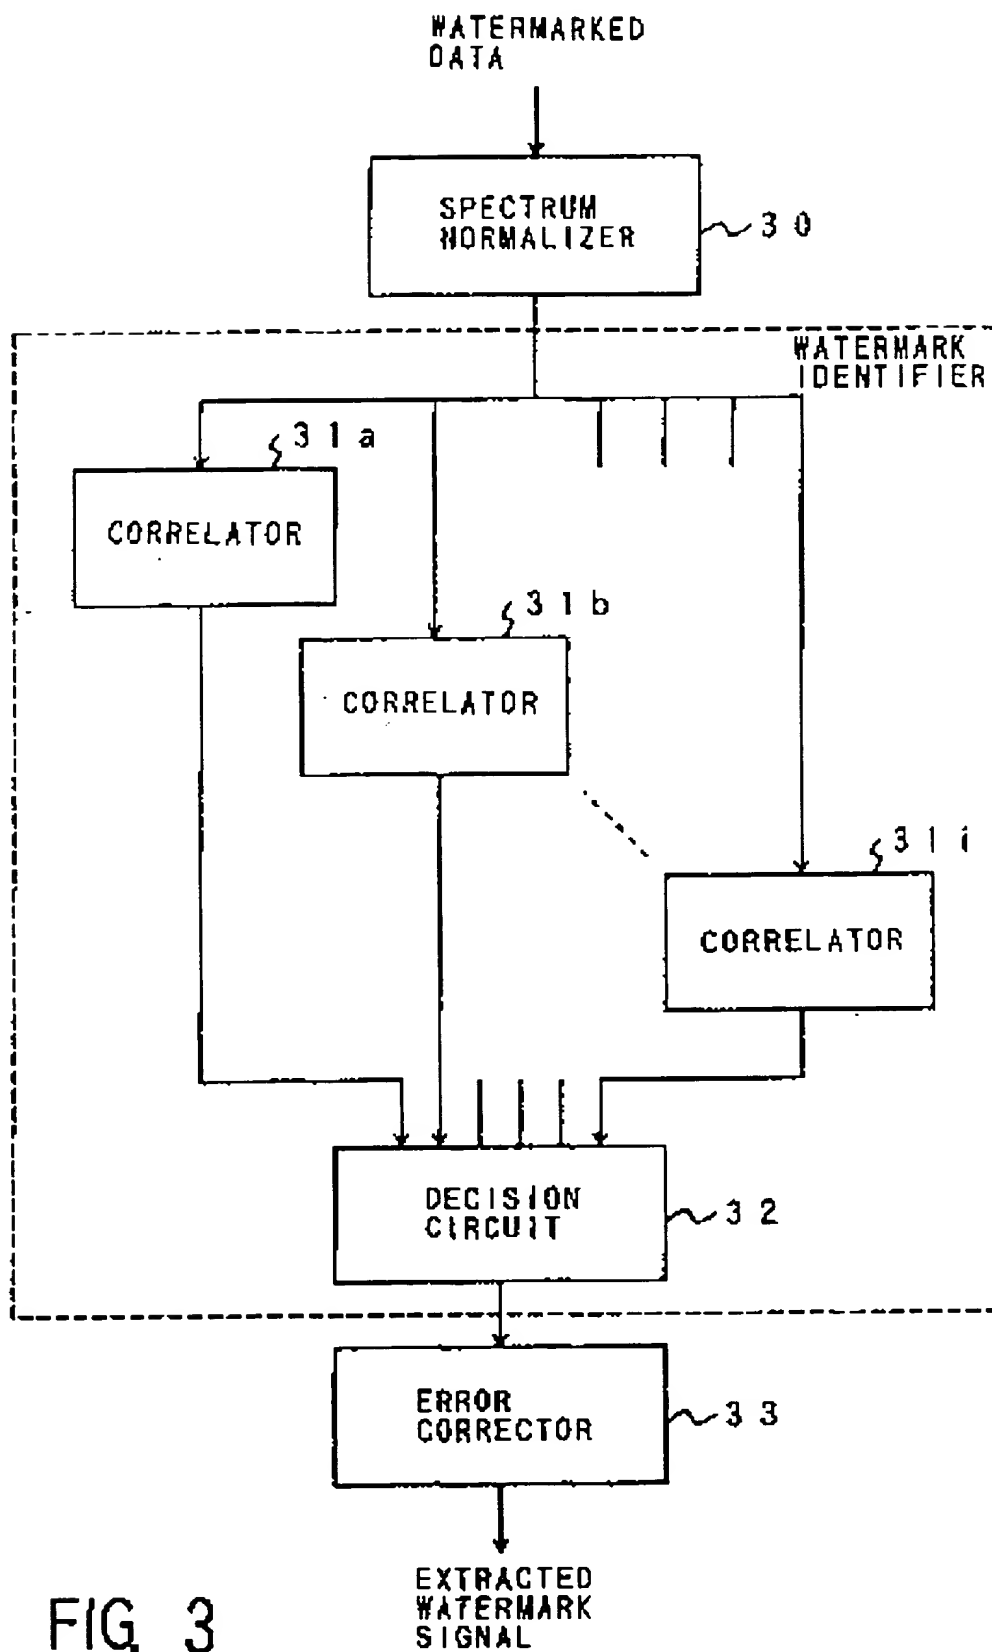 WATERMARKED
DATA
SPECTRUM
NORMALIZER
30
WATERMARK
IDENTIFIER
31a
CORRELATOR
31b
CORRELATOR
31i
CORRELATOR
DECISION
CIRCUIT
32
ERROR
CORRECTOR
33
EXTRACTED
WATERMARK
SIGNAL
FIG. 3